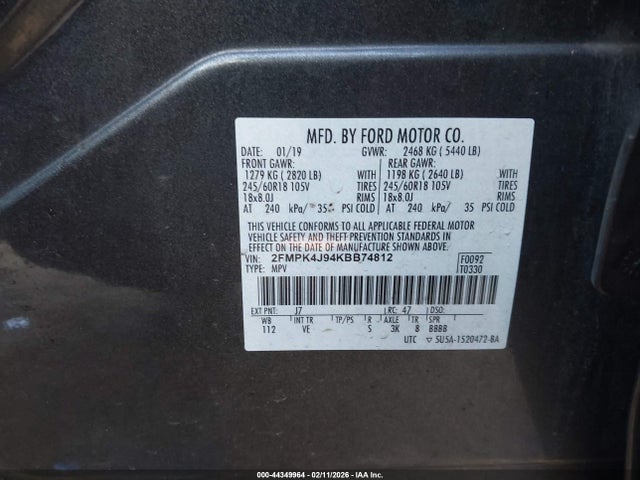 MFD. BY FORD MOTOR CO.
DATE: 01/19 GVWR: 2468 KG ( 5440 LB)
FRONT GAWR: REAR GAWR:
1279 KG ( 2820 LB) WITH 1198 KG ( 2640 LB) WITH
245/60R18 105V TIRES 245/60R18 105V TIRES
18x8.0J RIMS 18x8.0J RIMS
AT 240 kPa/ 35 PSI COLD AT 240 kPa/ 35 PSI COLD
THIS VEHICLE CONFORMS TO ALL APPLICABLE FEDERAL MOTOR
VEHICLE SAFETY AND THEFT PREVENTION STANDARDS IN
EFFECT ON THE DATE OF MANUFACTURE SHOWN ABOVE.
VIN: 2FMPK4J94KBB74812 F0092
TYPE: MPV T0330
EXT PNT: J7 RC: 47 DSO:
WB INT TR TP/PS R AXLE TR SPR
112 VE S 3K 8 BBBB
UTC ▽ SU5A-1520472-BA
000-44349964 - 02/11/2026 - IAA Inc.